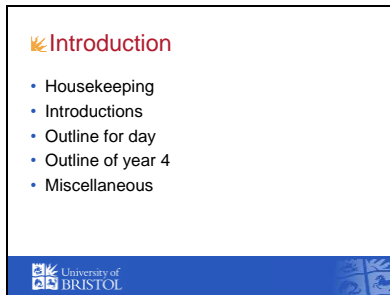 Introduction
• Housekeeping
• Introductions
• Outline for day
• Outline of year 4
• Miscellaneous
University of
BRISTOL